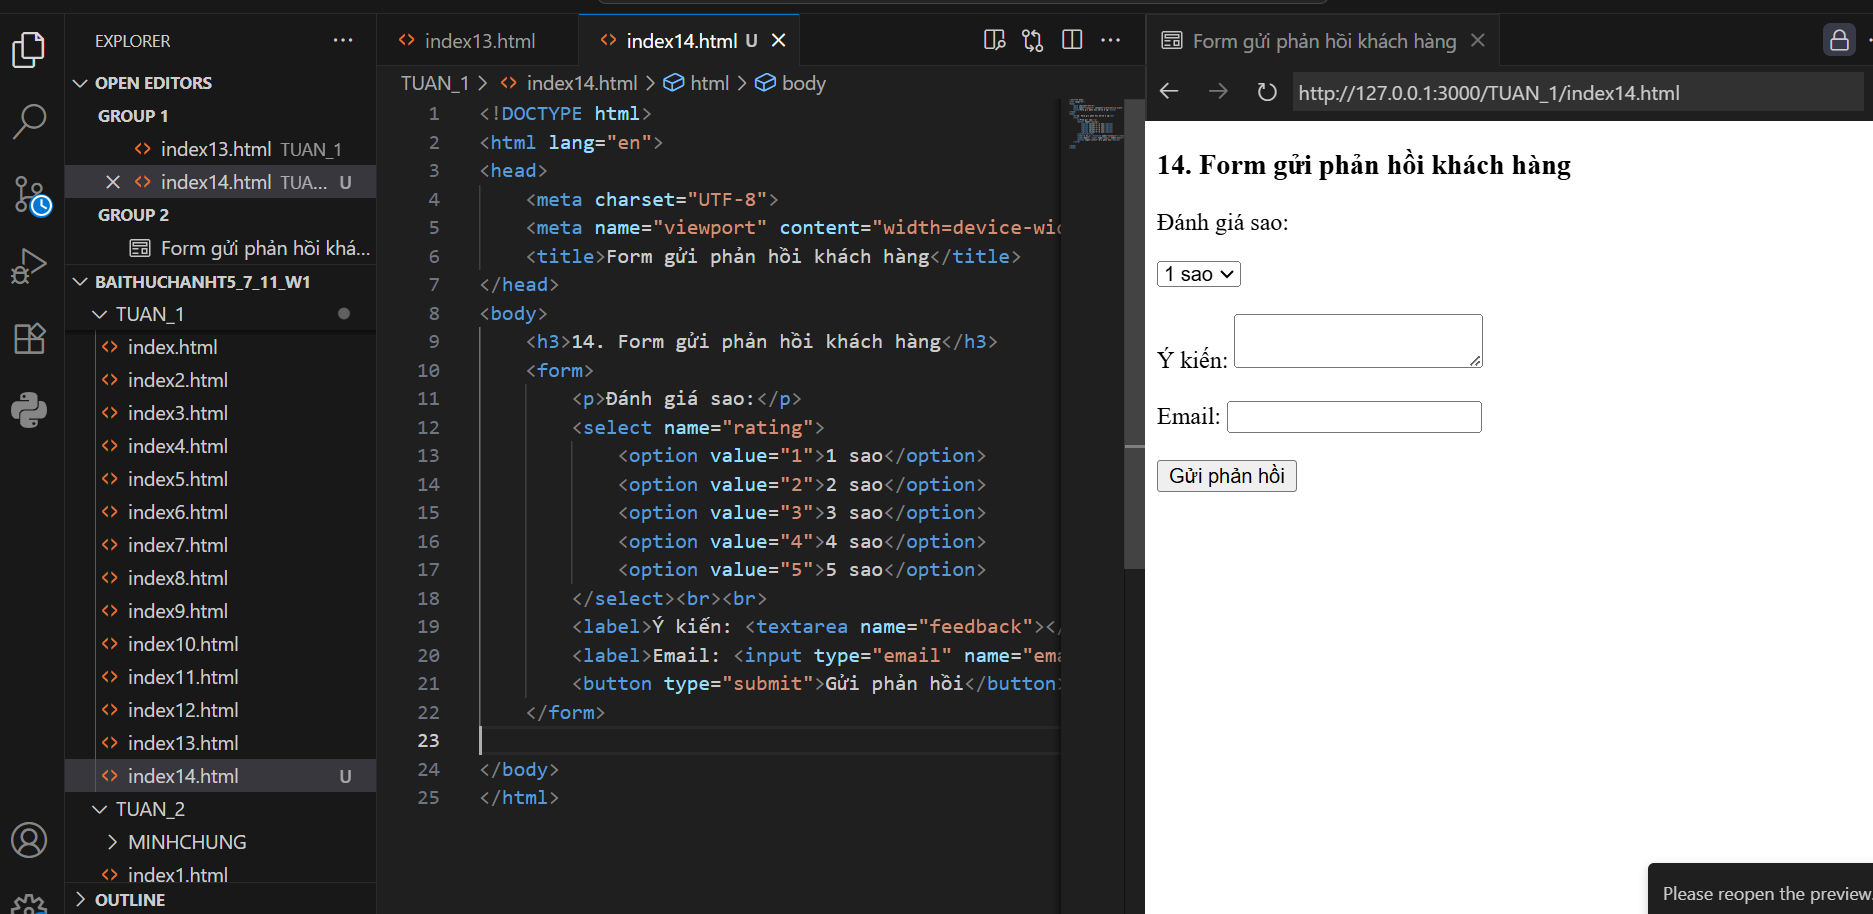 EXPLORER
OPEN EDITORS
GROUP 1
index13.html TUAN_1
index14.html TUA... U
GROUP 2
Form gửi phản hồi khá...
BAITHUCHANHT5_7_11_W1
TUAN_1
index.html
index2.html
index3.html
index4.html
index5.html
index6.html
index7.html
index8.html
index9.html
index10.html
index11.html
index12.html
index13.html
index14.html U
TUAN_2
MINHCHUNG
index1.html
OUTLINE
index13.html
index14.html U
TUAN_1 > index14.html > html > body
1 <!DOCTYPE html>
2 <html lang="en">
3 <head>
4 <meta charset="UTF-8">
5 <meta name="viewport" content="width=device-wid
6 <title>Form gửi phản hồi khách hàng</title>
7 </head>
8 <body>
9 <h3>14. Form gửi phản hồi khách hàng</h3>
10 <form>
11 <p>Đánh giá sao:</p>
12 <select name="rating">
13 <option value="1">1 sao</option>
14 <option value="2">2 sao</option>
15 <option value="3">3 sao</option>
16 <option value="4">4 sao</option>
17 <option value="5">5 sao</option>
18 </select><br><br>
19 <label>Ý kiến: <textarea name="feedback"></
20 <label>Email: <input type="email" name="ema
21 <button type="submit">Gửi phản hồi</button>
22 </form>
23
24 </body>
25 </html>
Form gửi phản hồi khách hàng
http://127.0.0.1:3000/TUAN_1/index14.html
14. Form gửi phản hồi khách hàng
Đánh giá sao:
1 sao
Ý kiến:
Email:
Gửi phản hồi
Please reopen the preview